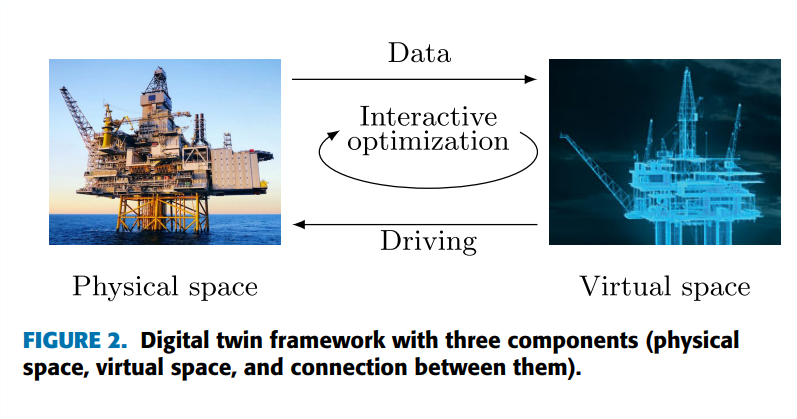 Data
Interactive
optimization
Driving
Physical space
Virtual space
FIGURE 2. Digital twin framework with three components (physical
space, virtual space, and connection between them).